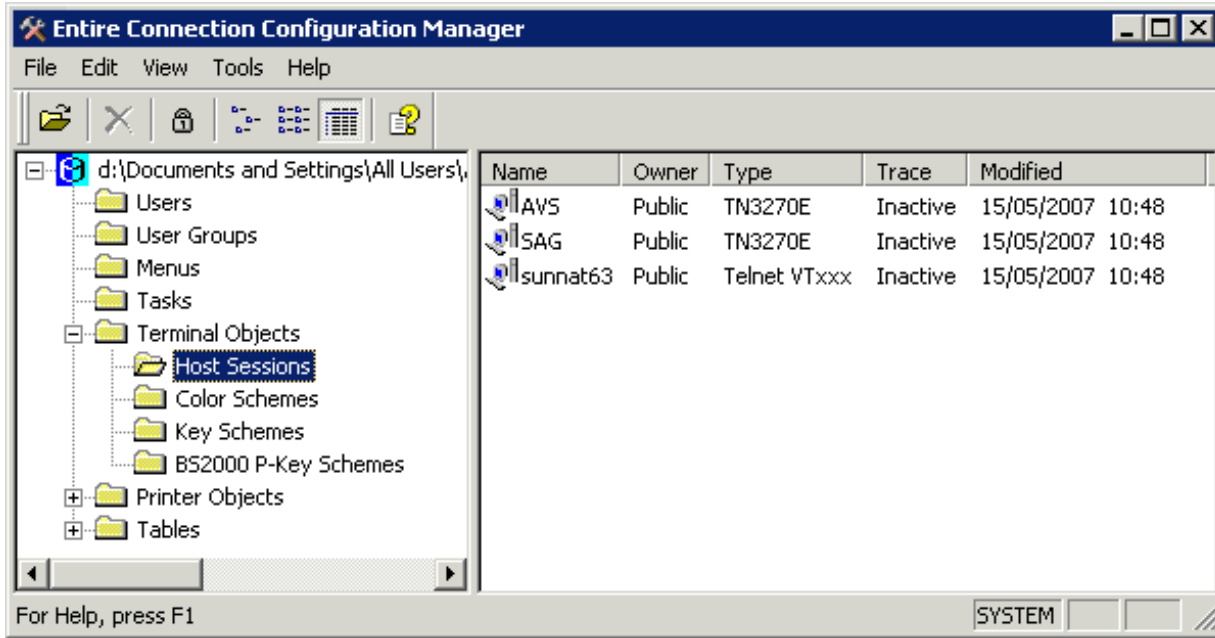 Entire Connection Configuration Manager
File Edit View Tools Help
d:\Documents and Settings\All Users\
Users
User Groups
Menus
Tasks
Terminal Objects
Host Sessions
Color Schemes
Key Schemes
BS2000 P-Key Schemes
Printer Objects
Tables
Name Owner Type Trace Modified
AVS Public TN3270E Inactive 15/05/2007 10:48
SAG Public TN3270E Inactive 15/05/2007 10:48
sunnat63 Public Telnet VTxxx Inactive 15/05/2007 10:48
For Help, press F1
SYSTEM